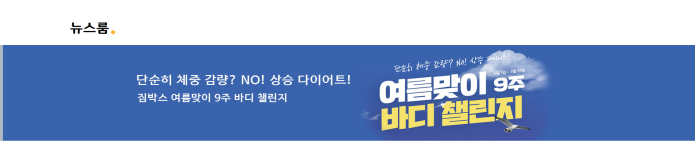 뉴스룸.
단순히 체중 감량? NO! 상승 다이어트!
짐박스 여름맞이 9주 바디 챌린지
단순히 체중 감량? NO! 상승
여름맞이 9주
바디 챌린지